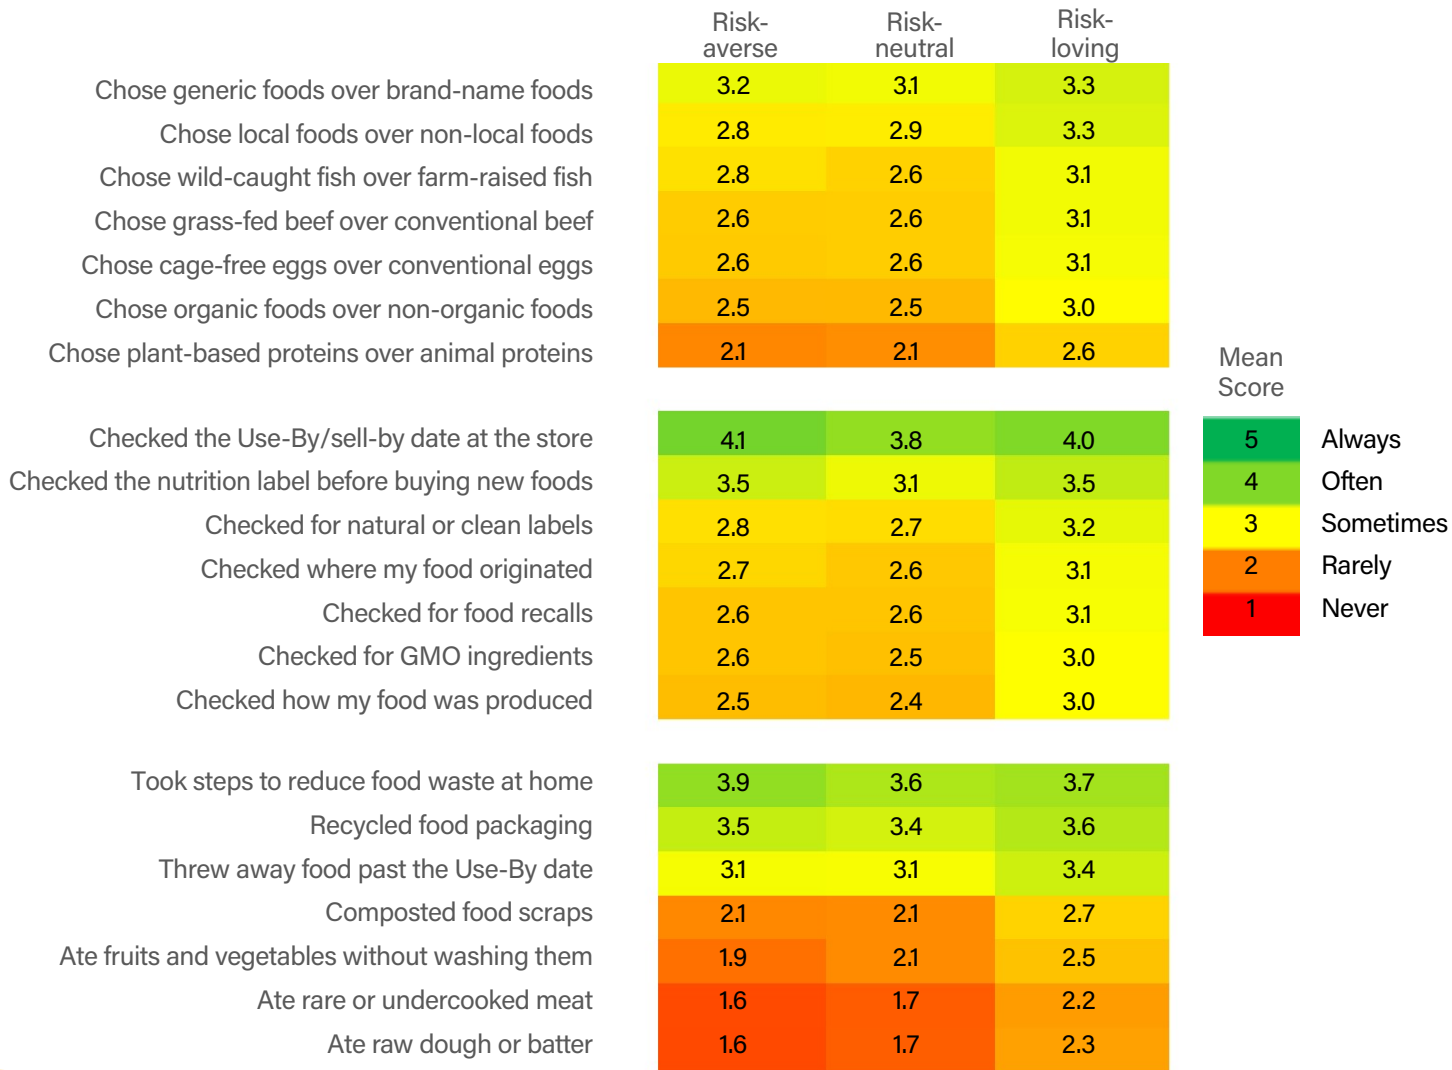 Risk-averse Risk-neutral Risk-loving
Chose generic foods over brand-name foods 3.2 3.1 3.3
Chose local foods over non-local foods 2.8 2.9 3.3
Chose wild-caught fish over farm-raised fish 2.8 2.6 3.1
Chose grass-fed beef over conventional beef 2.6 2.6 3.1
Chose cage-free eggs over conventional eggs 2.6 2.6 3.1
Chose organic foods over non-organic foods 2.5 2.5 3.0
Chose plant-based proteins over animal proteins 2.1 2.1 2.6
Checked the Use-By/sell-by date at the store 4.1 3.8 4.0
Checked the nutrition label before buying new foods 3.5 3.1 3.5
Checked for natural or clean labels 2.8 2.7 3.2
Checked where my food originated 2.7 2.6 3.1
Checked for food recalls 2.6 2.6 3.1
Checked for GMO ingredients 2.6 2.5 3.0
Checked how my food was produced 2.5 2.4 3.0
Took steps to reduce food waste at home 3.9 3.6 3.7
Recycled food packaging 3.5 3.4 3.6
Threw away food past the Use-By date 3.1 3.1 3.4
Composted food scraps 2.1 2.1 2.7
Ate fruits and vegetables without washing them 1.9 2.1 2.5
Ate rare or undercooked meat 1.6 1.7 2.2
Ate raw dough or batter 1.6 1.7 2.3
Mean
Score
5 Always
4 Often
3 Sometimes
2 Rarely
1 Never